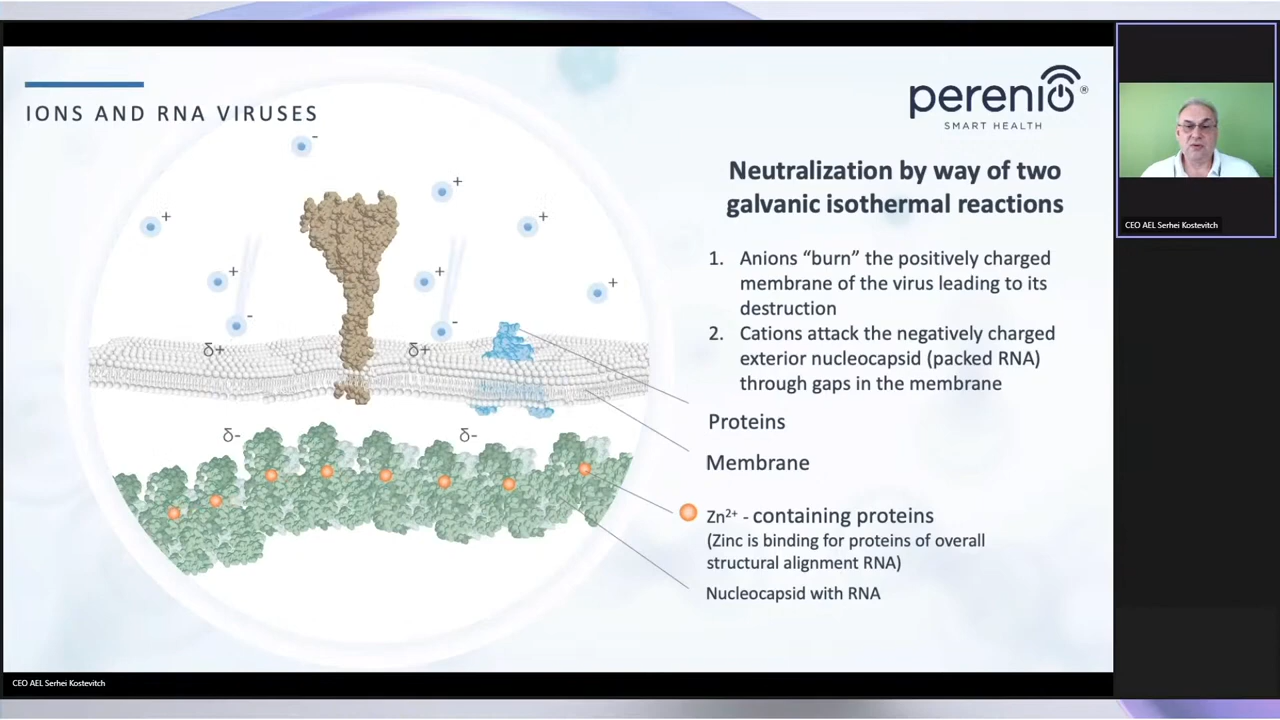 IONS AND RNA VIRUSES
perenio®
SMART HEALTH
Neutralization by way of two
galvanic isothermal reactions
1. Anions “burn” the positively charged
membrane of the virus leading to its
destruction
2. Cations attack the negatively charged
exterior nucleocapsid (packed RNA)
through gaps in the membrane
Proteins
Membrane
Zn²⁺ - containing proteins
(Zinc is binding for proteins of overall
structural alignment RNA)
Nucleocapsid with RNA
-
+
+
+
+
+
+
-
-
δ+
δ+
δ-
δ-
CEO AEL Serhei Kostevitch
CEO AEL Serhei Kostevitch